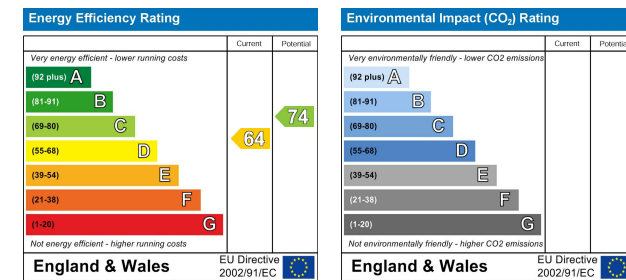 Energy Efficiency Rating
Current Potential
Very energy efficient - lower running costs
(92 plus) A
(81-91) B
(69-80) C
(55-68) D
(39-54) E
(21-38) F
(1-20) G
64
74
Not energy efficient - higher running costs
England & Wales
EU Directive
2002/91/EC
Environmental Impact (CO2) Rating
Current Potential
Very environmentally friendly - lower CO2 emissions
(92 plus) A
(81-91) B
(69-80) C
(55-68) D
(39-54) E
(21-38) F
(1-20) G
Not environmentally friendly - higher CO2 emissions
England & Wales
EU Directive
2002/91/EC